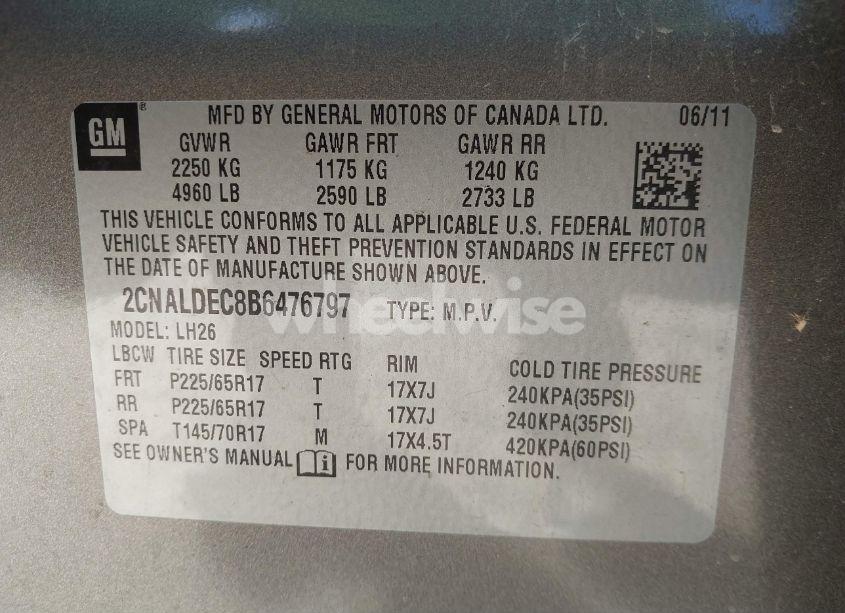 GM
MFD BY GENERAL MOTORS OF CANADA LTD. 06/11
GVWR GAWR FRT GAWR RR
2250 KG 1175 KG 1240 KG
4960 LB 2590 LB 2733 LB
THIS VEHICLE CONFORMS TO ALL APPLICABLE U.S. FEDERAL MOTOR
VEHICLE SAFETY AND THEFT PREVENTION STANDARDS IN EFFECT ON
THE DATE OF MANUFACTURE SHOWN ABOVE.
2CNALDEC8B6476797 TYPE: M.P.V.
wheelwise
MODEL: LH26
LBCW TIRE SIZE SPEED RTG RIM COLD TIRE PRESSURE
FRT P225/65R17 T 17X7J 240KPA(35PSI)
RR P225/65R17 T 17X7J 240KPA(35PSI)
SPA T145/70R17 M 17X4.5T 420KPA(60PSI)
SEE OWNER'S MANUAL FOR MORE INFORMATION.